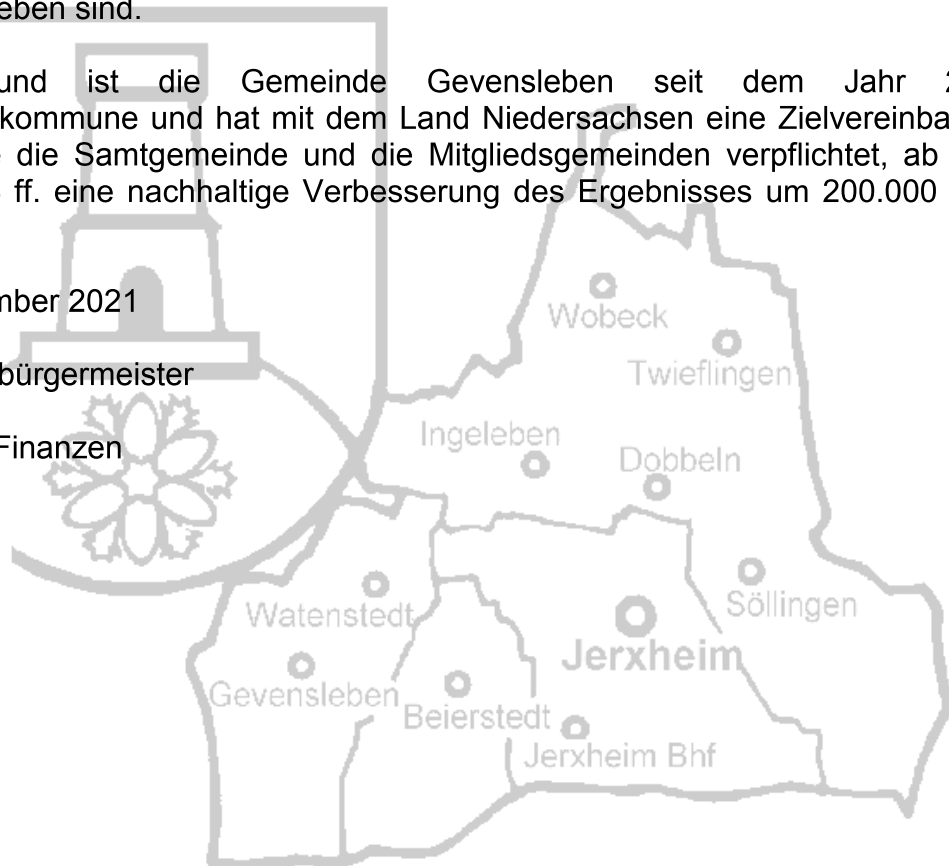 eben sind.
und ist die Gemeinde Gevensleben seit dem Jahr
kommune und hat mit dem Land Niedersachsen eine Zielvereinba
die Samtgemeinde und die Mitgliedsgemeinden verpflichtet, ab
ff. eine nachhaltige Verbesserung des Ergebnisses um 200.000
mber 2021
Wobeck
bürgermeister
Twieflingen
Ingeleben
Finanzen
Dobbeln
Söllingen
Watenstedt
Jerxheim
Gevensleben
Beierstedt
Jerxheim Bhf